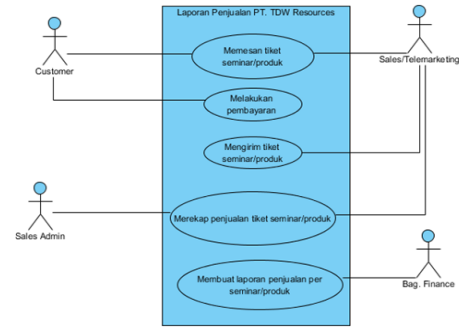 Laporan Penjualan PT. TDW Resources
Memesan tiket
seminar/produk
Customer
Sales/Telemarketing
Melakukan
pembayaran
Mengirim tiket
seminar/produk
Merekap penjualan tiket seminar/produk
Sales Admin
Membuat laporan penjualan per
seminar/produk
Bag. Finance